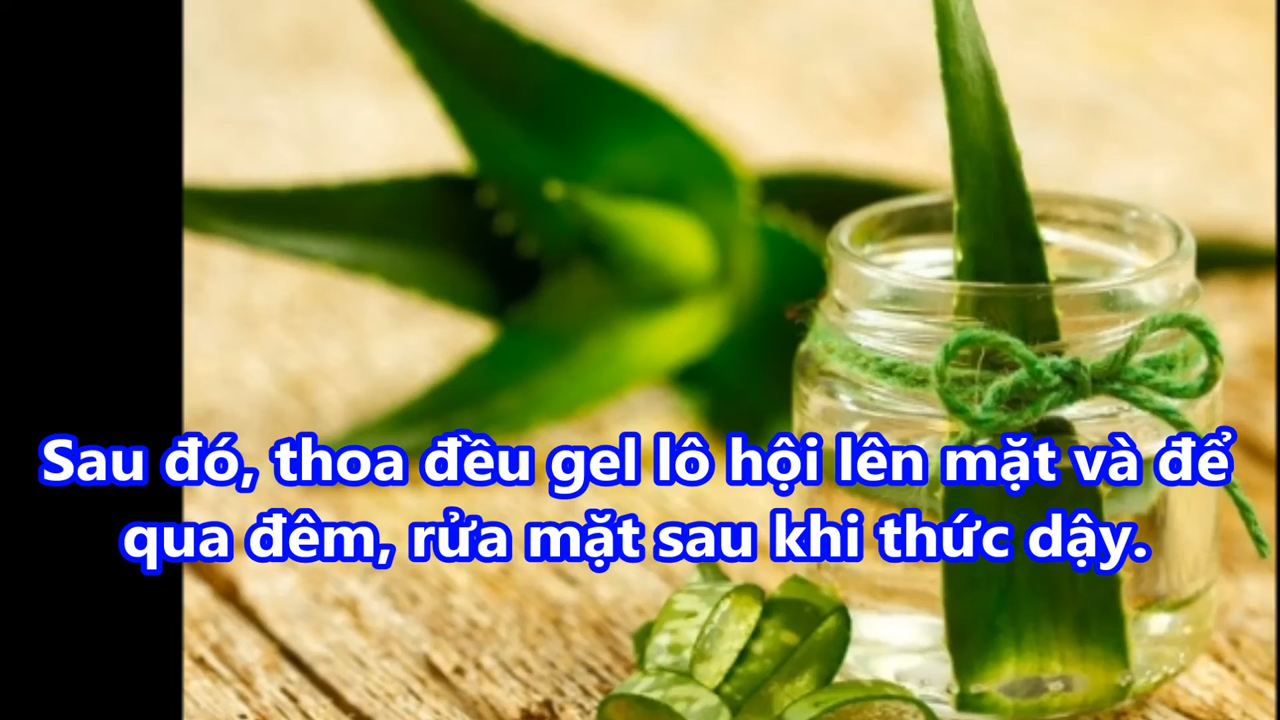 Sau đó, thoa đều gel lô hội lên mặt và để
qua đêm, rửa mặt sau khi thức dậy.